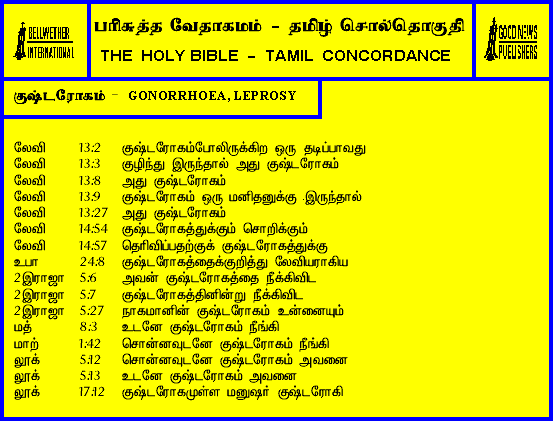 BELLWETHER
INTERNATIONAL
பரிசுத்த வேதாகமம் - தமிழ் சொல்தொகுதி
THE HOLY BIBLE - TAMIL CONCORDANCE
GOOD NEWS
PUBLISHERS
குஷ்டரோகம் - GONORRHOEA, LEPROSY
லேவி 13:2 குஷ்டரோகம்போலிருக்கிற ஒரு தடிப்பாவது
லேவி 13:3 குழிந்து இருந்தால் அது குஷ்டரோகம்
லேவி 13:8 அது குஷ்டரோகம்
லேவி 13:9 குஷ்டரோகம் ஒரு மனிதனுக்கு இருந்தால்
லேவி 13:27 அது குஷ்டரோகம்
லேவி 14:54 குஷ்டரோகத்துக்கும் சொறிக்கும்
லேவி 14:57 தெரிவிப்பதற்குக் குஷ்டரோகத்துக்கு
உபா 24:8 குஷ்டரோகத்தைக்குறித்து லேவியராகிய
2இராஜா 5:6 அவன் குஷ்டரோகத்தை நீக்கிவிட
2இராஜா 5:7 குஷ்டரோகத்தினின்று நீக்கிவிட
2இராஜா 5:27 நாகமானின் குஷ்டரோகம் உன்னையும்
மத் 8:3 உடனே குஷ்டரோகம் நீங்கி
மாற் 1:42 சொன்னவுடனே குஷ்டரோகம் நீங்கி
லூக் 5:12 சொன்னவுடனே குஷ்டரோகம் அவனை
லூக் 5:13 உடனே குஷ்டரோகம் அவனை
லூக் 17:12 குஷ்டரோகமுள்ள மனுஷர் குஷ்டரோகி